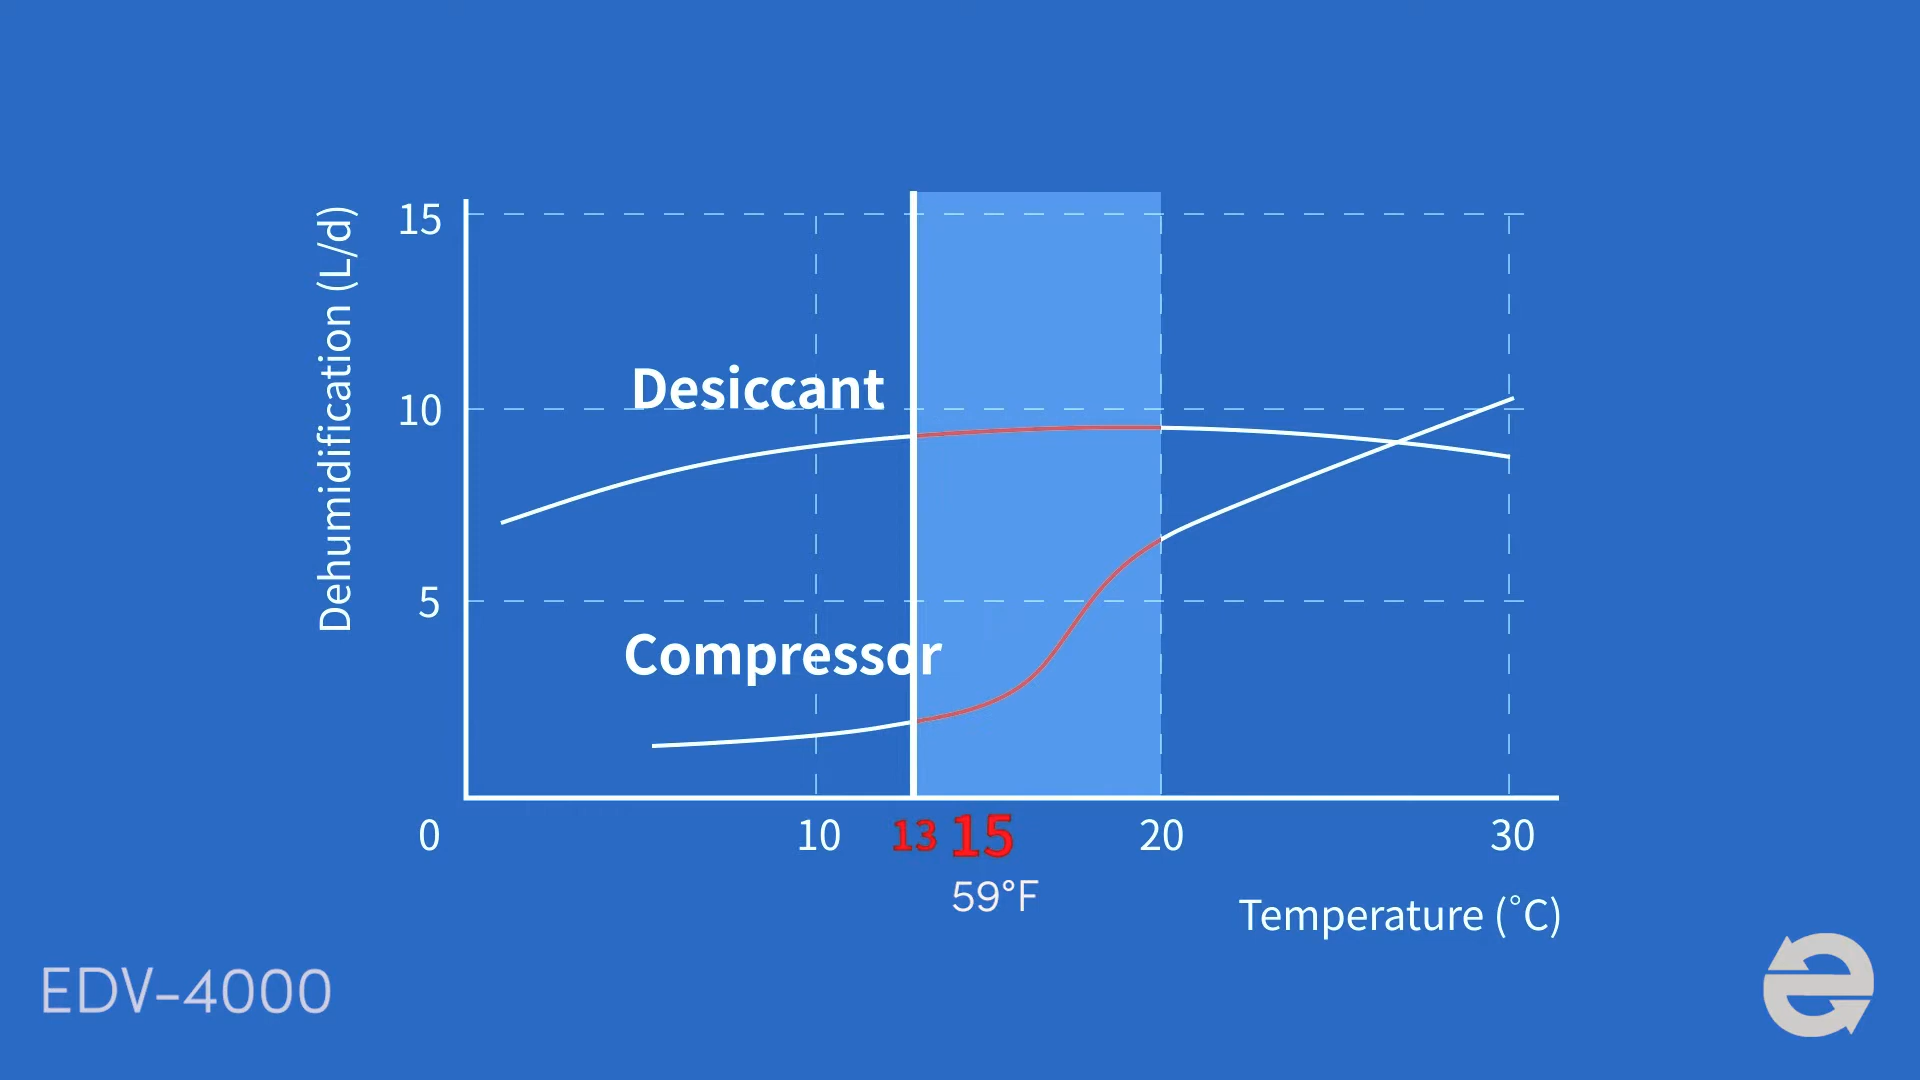 Dehumidification (L/d)
15
10
5
0
Desiccant
Compressor
10
13
15
20
30
59°F
Temperature (°C)
EDV-4000